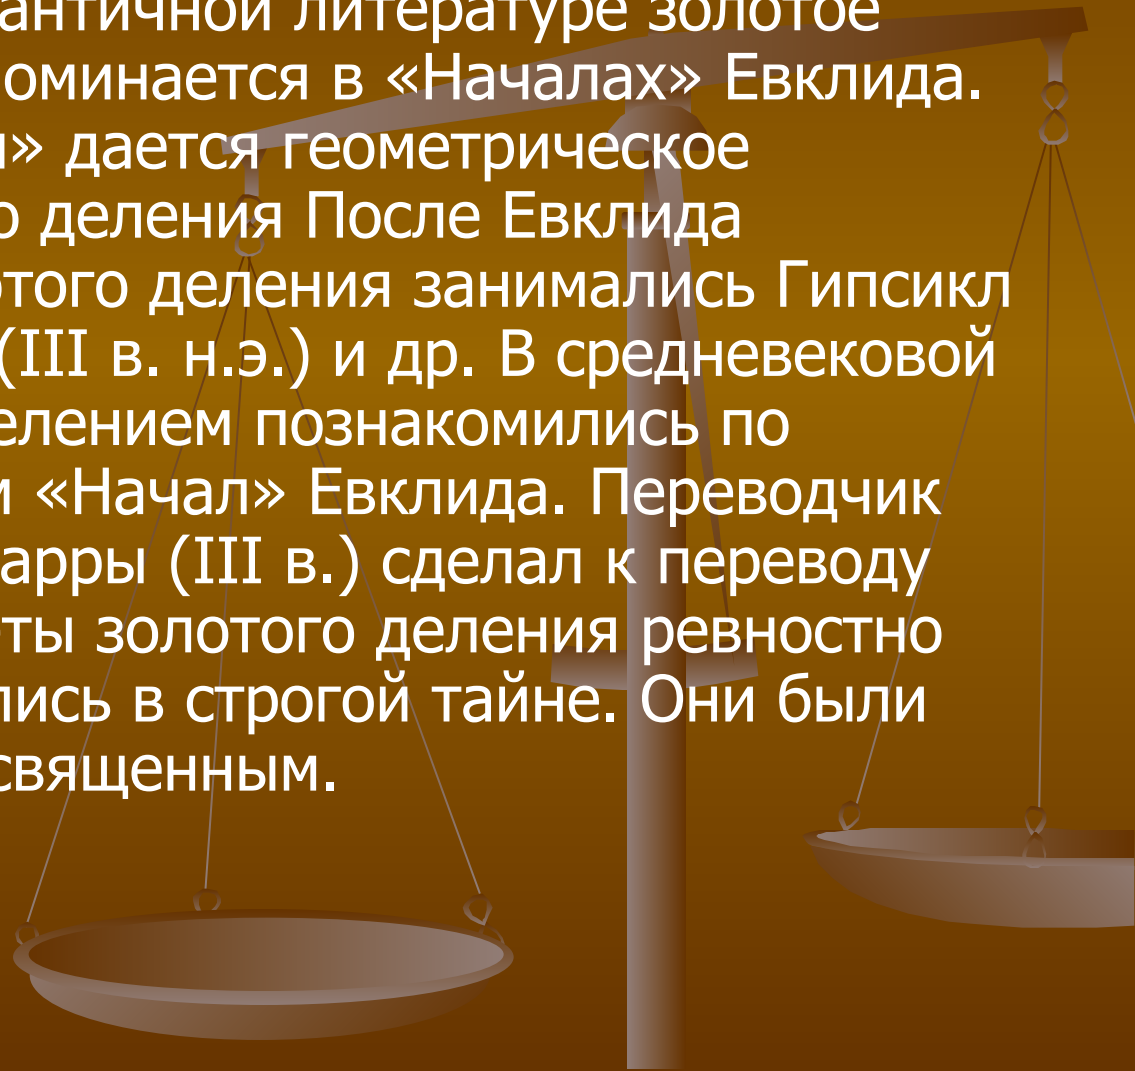 античной литературе золотое
оминается в «Началах» Евклида.
» дается геометрическое
деления После Евклида
этого деления занимались Гипсикл
(III в. н.э.) и др. В средневековой
елением познакомились по
«Начал» Евклида. Переводчик
арры (III в.) сделал к переводу
ты золотого деления ревностно
лись в строгой тайне. Они были
священным.